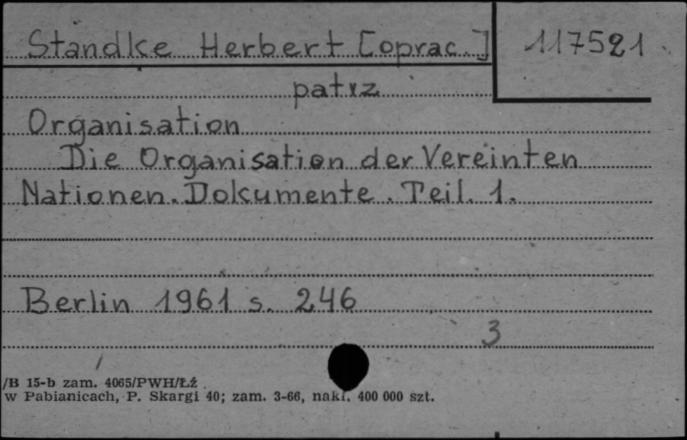 Standke Herbert [oprac.] 117521
patrz
Organisation
Die Organisation der Vereinten
Nationen. Dokumente. Teil. 1.
Berlin 1961 s. 246
3
/B 15-b zam. 4065/PWH/Łź
w Pabianicach, P. Skargi 40; zam. 3-66, nakł. 400 000 szt.